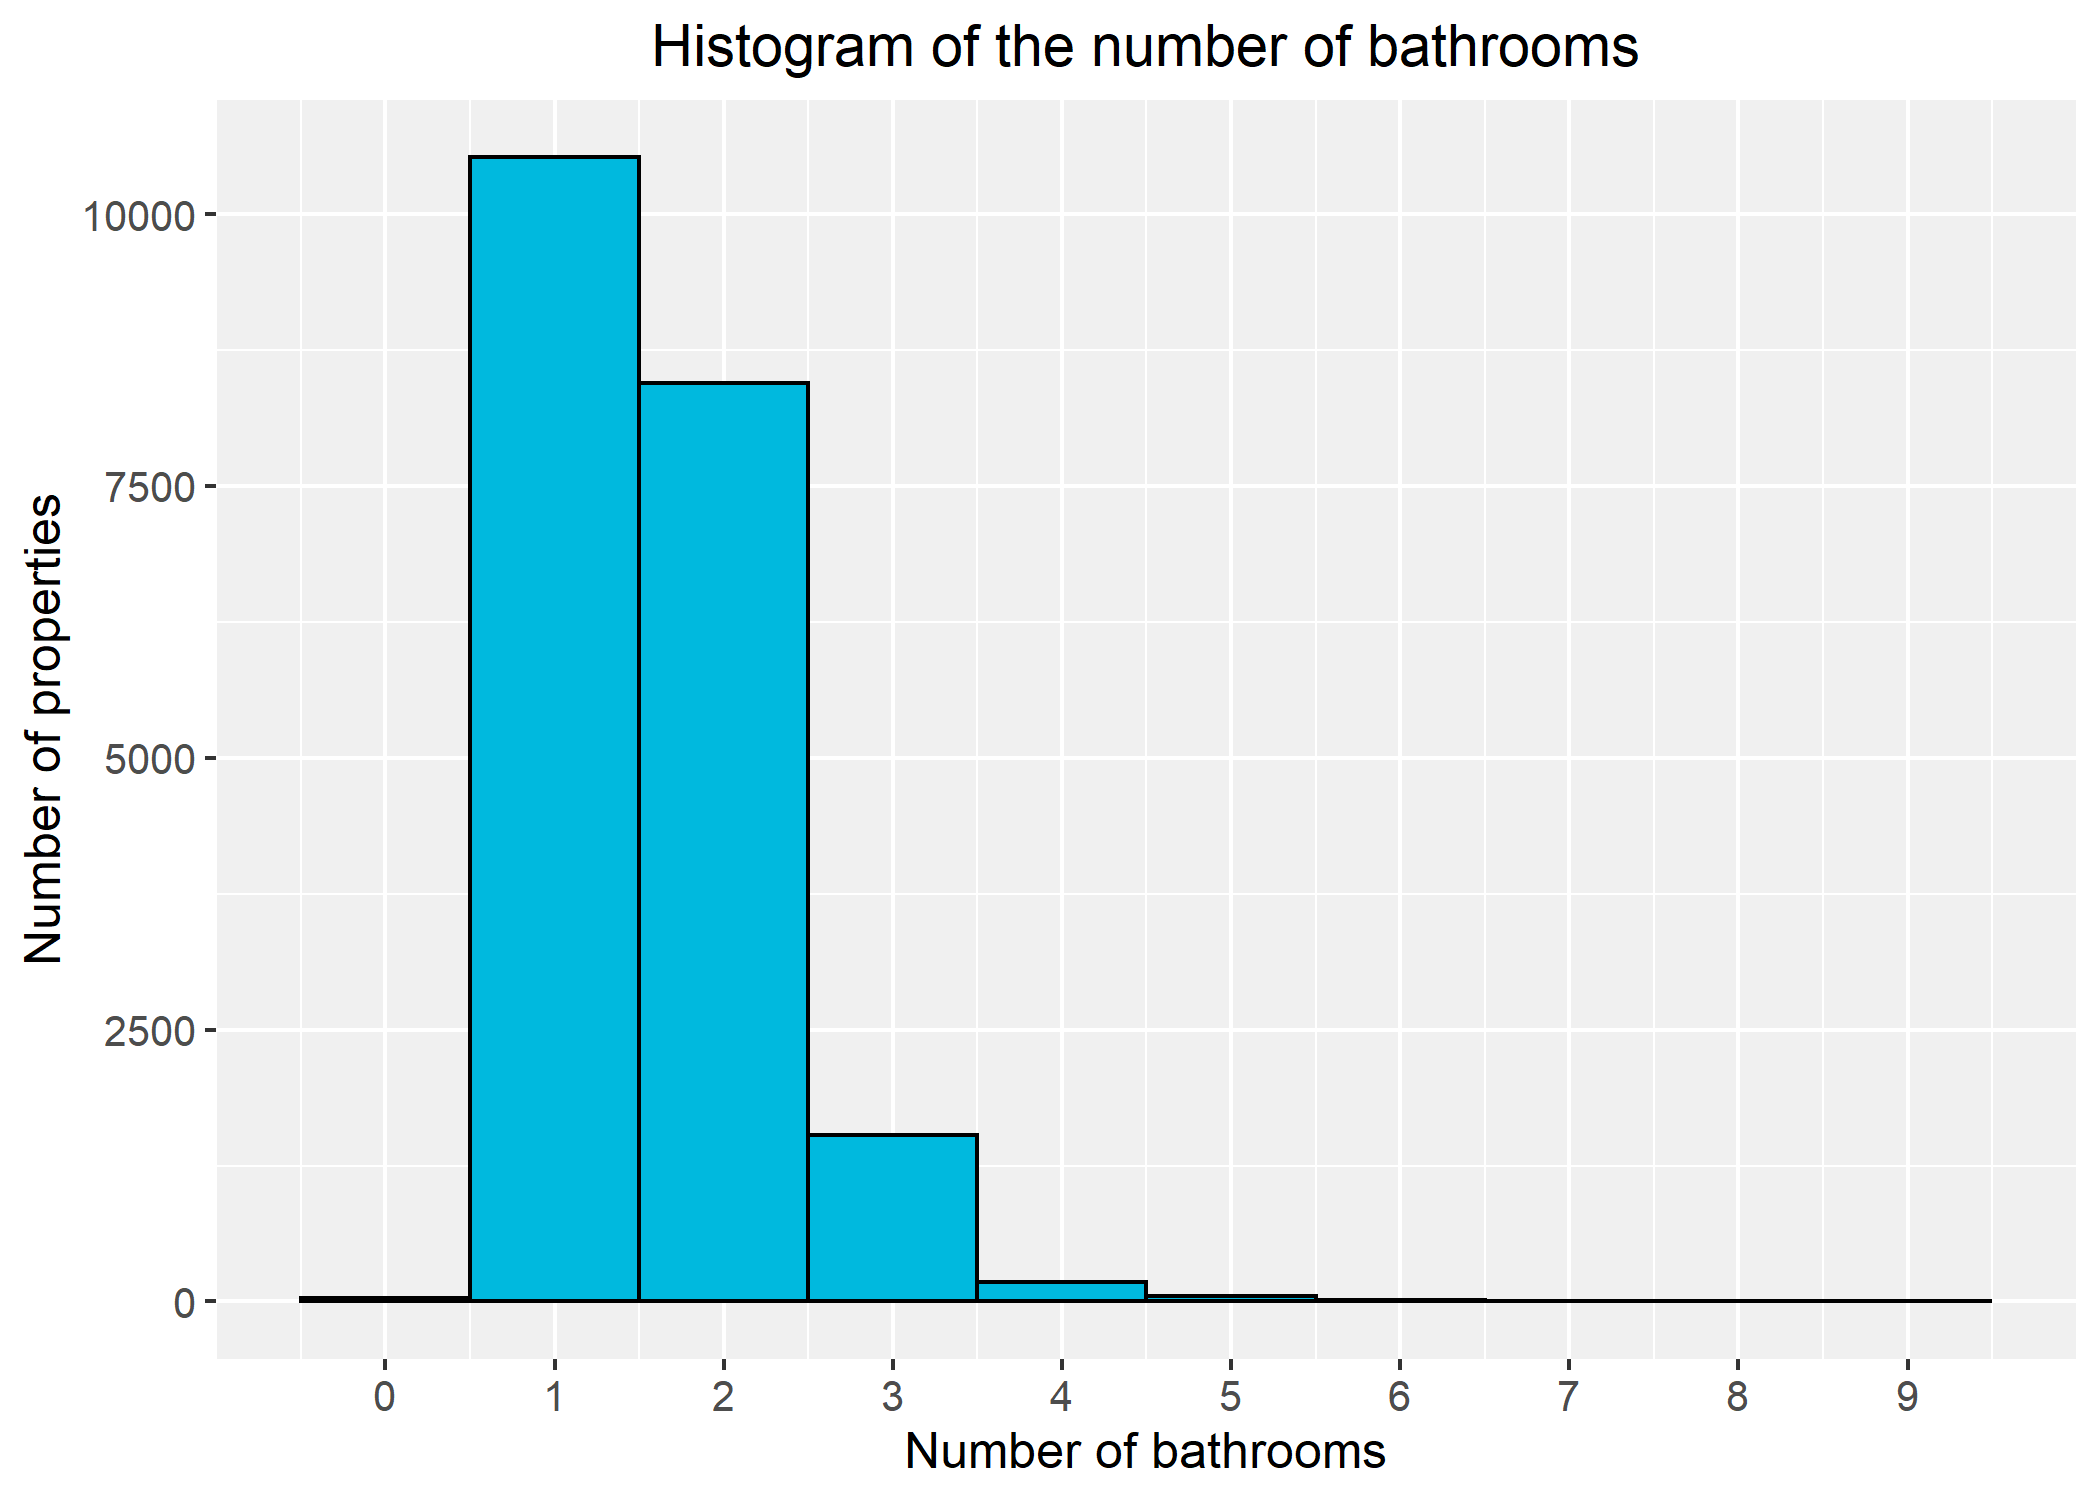 Histogram of the number of bathrooms
Number of properties
10000
7500
5000
2500
0
0 1 2 3 4 5 6 7 8 9
Number of bathrooms